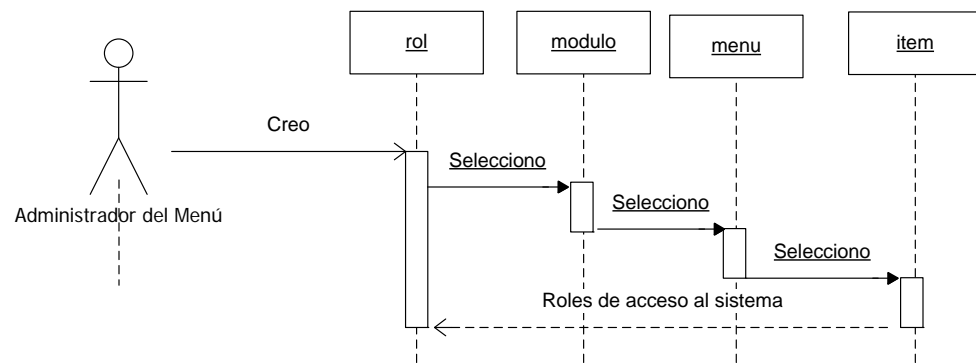 rol
modulo
menu
item
Creo
Selecciono
Selecciono
Administrador del Menú
Selecciono
Roles de acceso al sistema